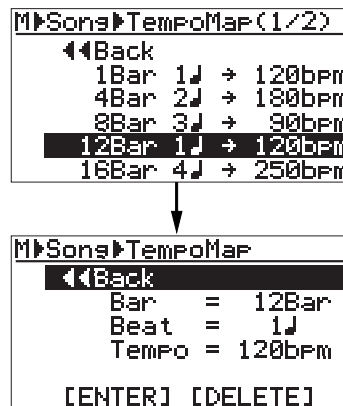 M▶Song▶TempoMap(1/2)
◀◀Back
1Bar 1♩ → 120bpm
4Bar 2♩ → 180bpm
8Bar 3♩ → 90bpm
12Bar 1♩ → 120bpm
16Bar 4♩ → 250bpm
M▶Song▶TempoMap
◀◀Back
Bar = 12Bar
Beat = 1♩
Tempo = 120bpm
[ENTER] [DELETE]